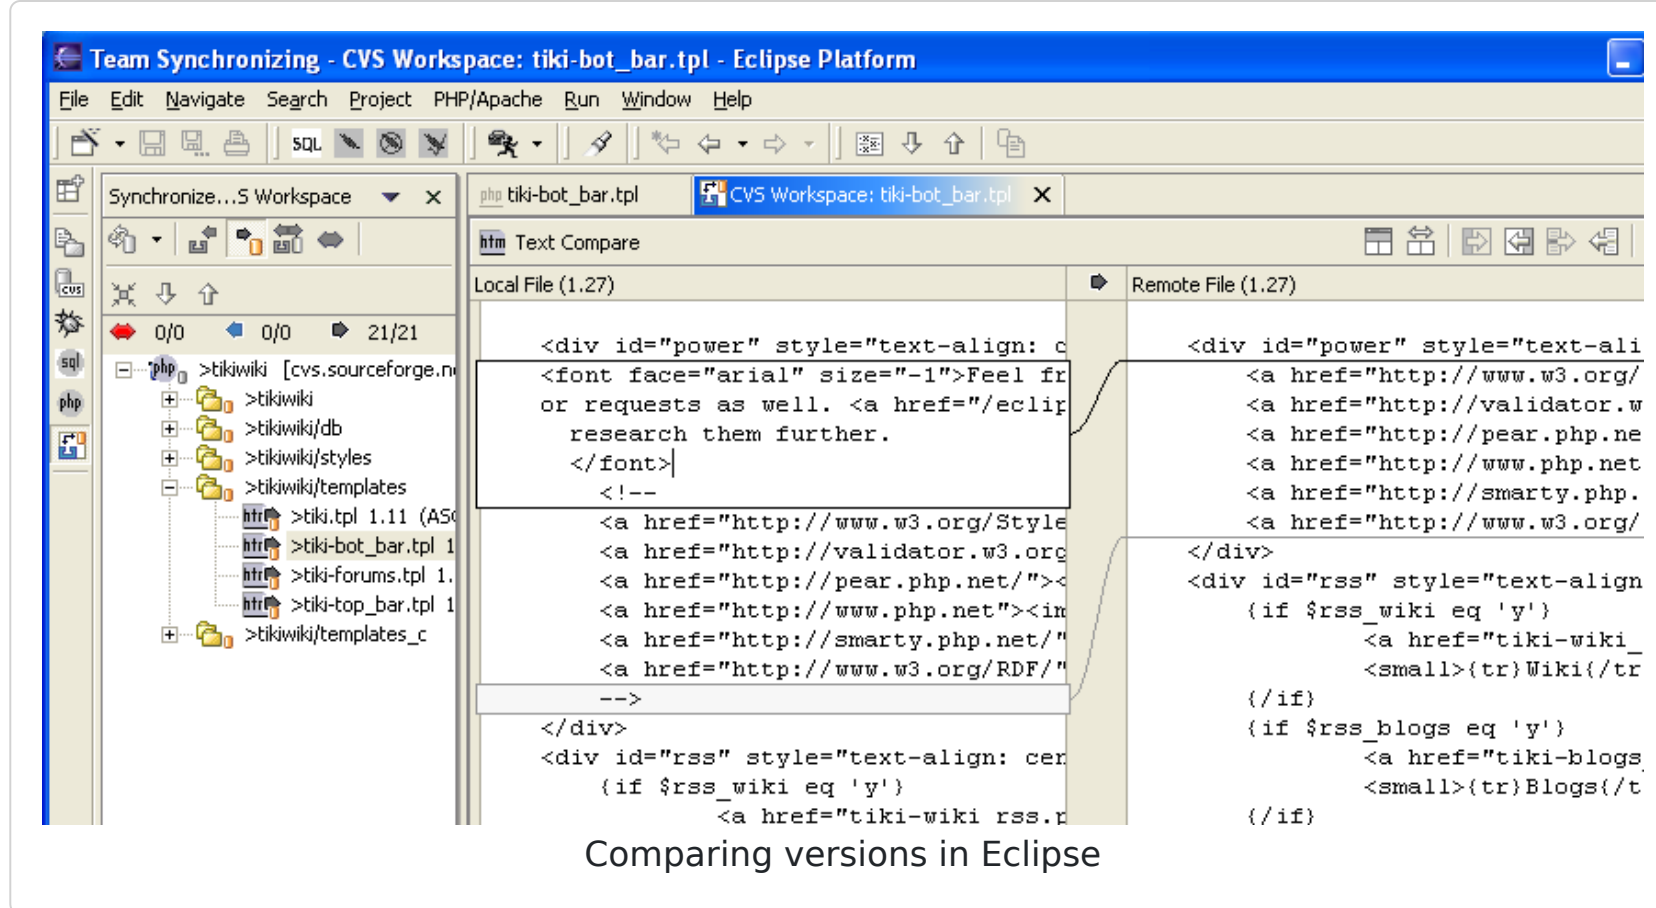 Team Synchronizing - CVS Workspace: tiki-bot_bar.tpl - Eclipse Platform
File Edit Navigate Search Project PHP/Apache Run Window Help
SQL
Synchronize...S Workspace
php tiki-bot_bar.tpl
CVS Workspace: tiki-bot_bar.tpl
htm Text Compare
Local File (1.27)
Remote File (1.27)
cvs
sql
php
0/0 0/0 21/21
php >tikiwiki [cvs.sourceforge.ne
>tikiwiki
>tikiwiki/db
>tikiwiki/styles
>tikiwiki/templates
>tiki.tpl 1.11 (ASC
>tiki-bot_bar.tpl 1
>tiki-forums.tpl 1.
>tiki-top_bar.tpl 1
>tikiwiki/templates_c
<div id="power" style="text-align: c
<font face="arial" size="-1">Feel fr
or requests as well. <a href="/eclip
research them further.
</font>
<!--
<a href="http://www.w3.org/Style
<a href="http://validator.w3.org
<a href="http://pear.php.net/"><
<a href="http://www.php.net"><im
<a href="http://smarty.php.net/"
<a href="http://www.w3.org/RDF/"
-->
</div>
<div id="rss" style="text-align: cen
{if $rss_wiki eq 'y'}
<a href="tiki-wiki_rss.p
<div id="power" style="text-ali
<a href="http://www.w3.org/
<a href="http://validator.w
<a href="http://pear.php.ne
<a href="http://www.php.net
<a href="http://smarty.php.
<a href="http://www.w3.org/
</div>
<div id="rss" style="text-align
{if $rss_wiki eq 'y'}
<a href="tiki-wiki_
<small>{tr}Wiki{/tr
{/if}
{if $rss_blogs eq 'y'}
<a href="tiki-blogs
<small>{tr}Blogs{/t
{/if}
Comparing versions in Eclipse